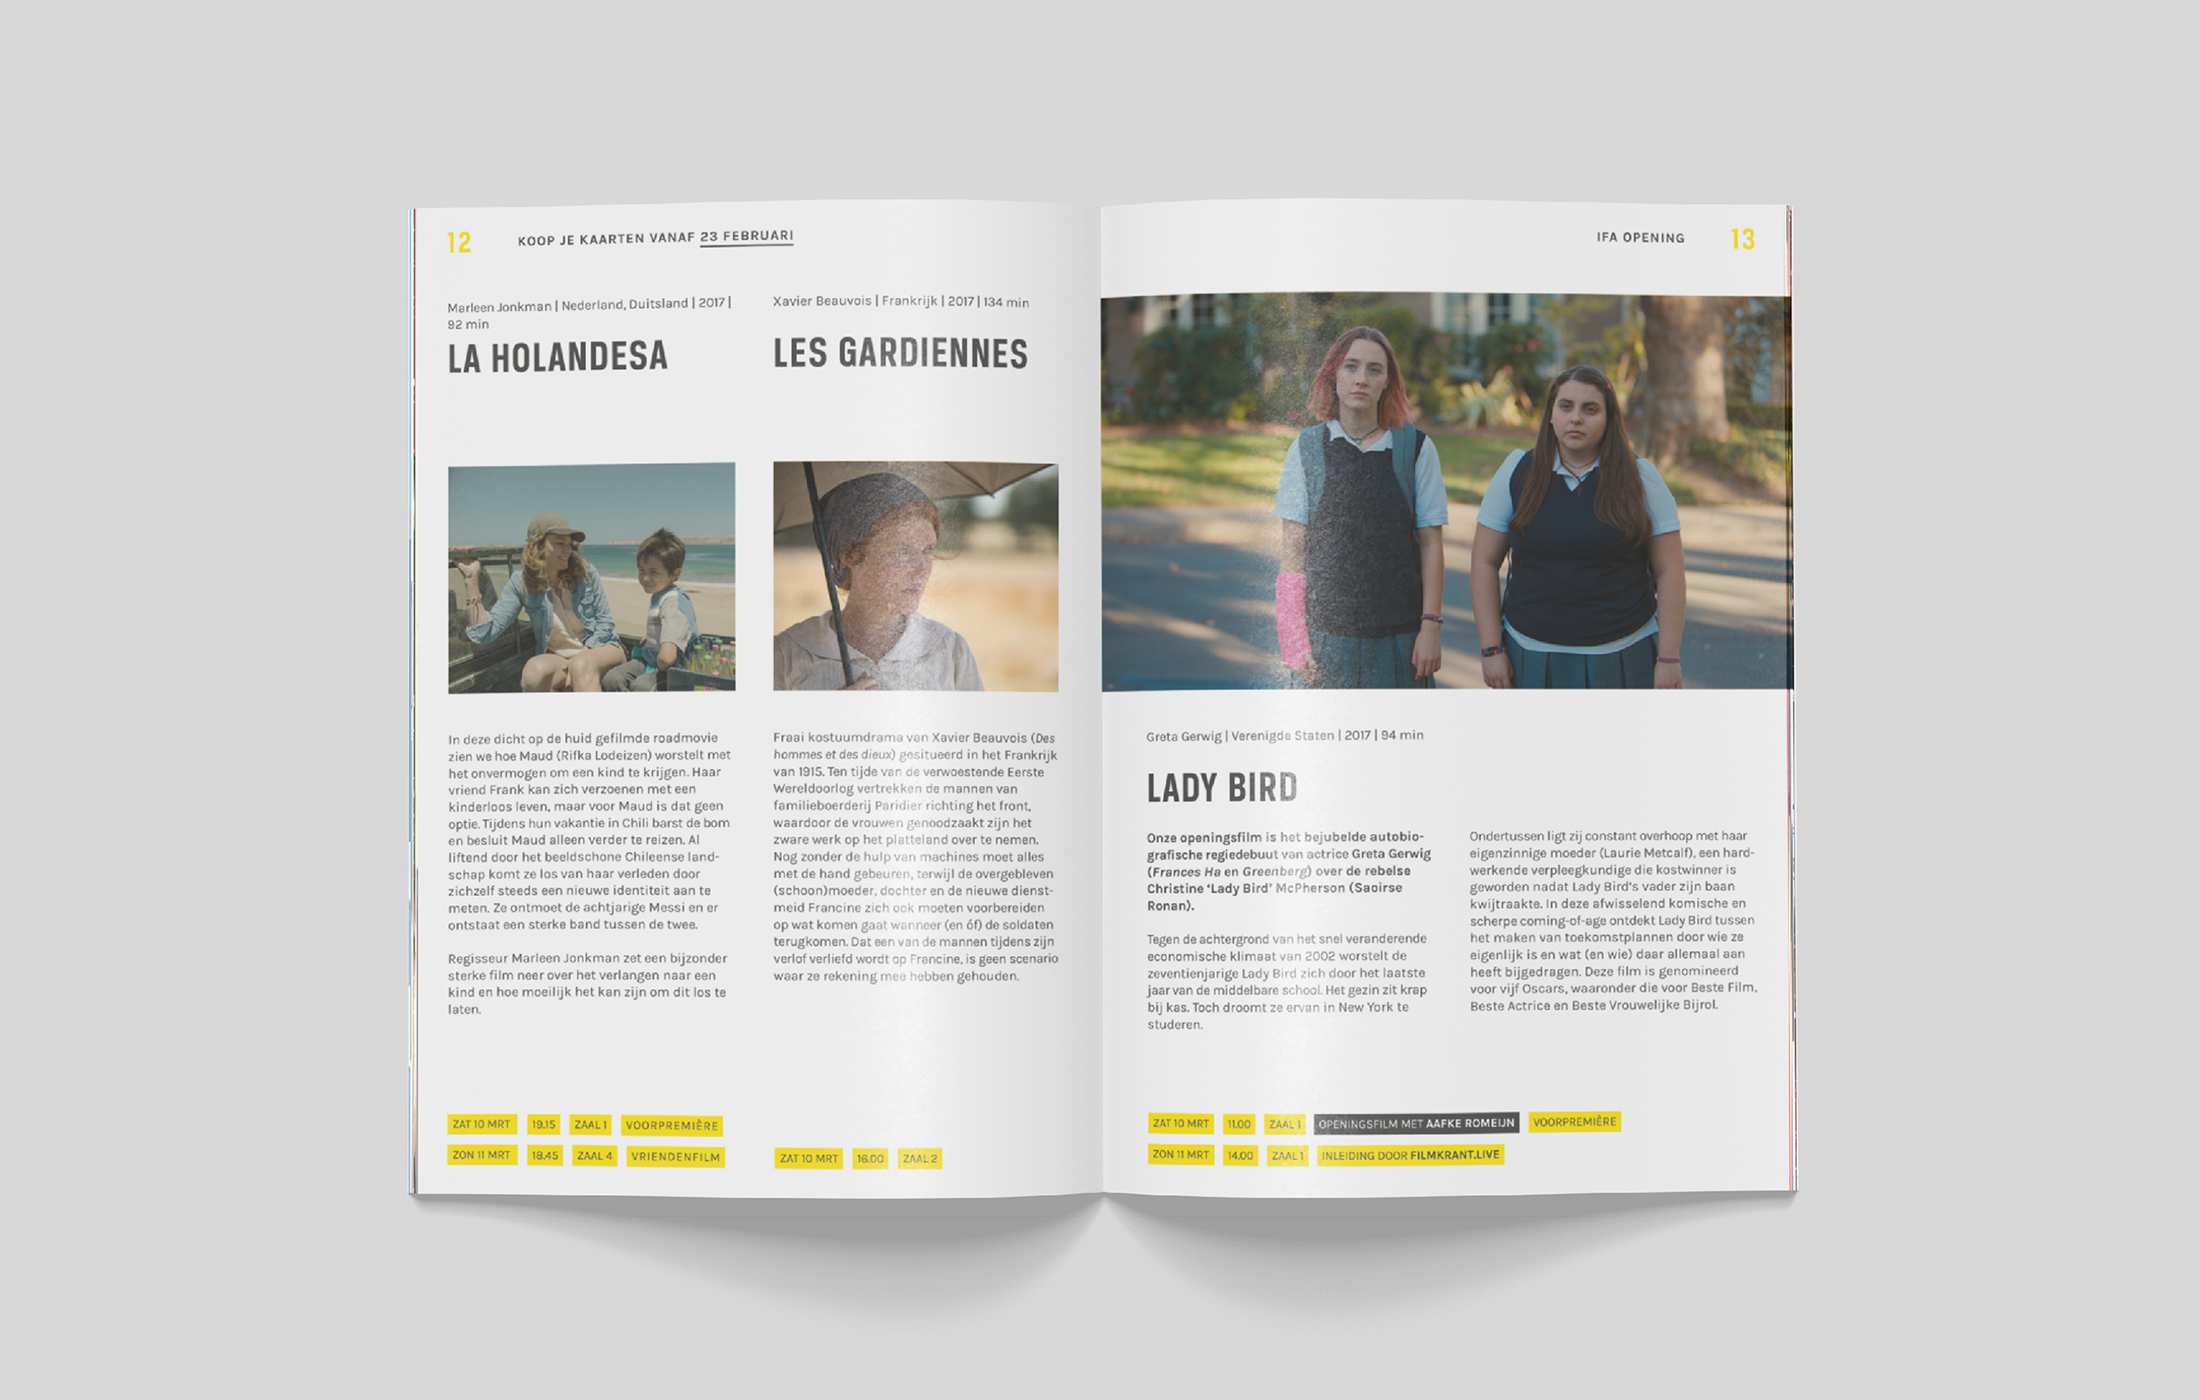 12
KOOP JE KAARTEN VANAF 23 FEBRUARI
Marleen Jonkman | Nederland, Duitsland | 2017 |
92 min
LA HOLANDESA
In deze dicht op de huid gefilmde roadmovie
zien we hoe Maud (Rifka Lodeizen) worstelt met
het onvermogen om een kind te krijgen. Haar
vriend Frank kan zich verzoenen met een
kinderloos leven, maar voor Maud is dat geen
optie. Tijdens hun vakantie in Chili barst de bom
en besluit Maud alleen verder te reizen. Al
liftend door het beeldschone Chileense land-
schap komt ze los van haar verleden door
zichzelf steeds een nieuwe identiteit aan te
meten. Ze ontmoet de achtjarige Messi en er
ontstaat een sterke band tussen de twee.
Regisseur Marleen Jonkman zet een bijzonder
sterke film neer over het verlangen naar een
kind en hoe moeilijk het kan zijn om dit los te
laten.
ZAT 10 MRT 19.15 ZAAL 1 VOORPREMIÈRE
ZON 11 MRT 18.45 ZAAL 4 VRIENDENFILM
Xavier Beauvois | Frankrijk | 2017 | 134 min
LES GARDIENNES
Fraai kostuumdrama van Xavier Beauvois (Des
hommes et des dieux) gesitueerd in het Frankrijk
van 1915. Ten tijde van de verwoestende Eerste
Wereldoorlog vertrekken de mannen van
familieboerderij Paridier richting het front,
waardoor de vrouwen genoodzaakt zijn het
zware werk op het platteland over te nemen.
Nog zonder de hulp van machines moet alles
met de hand gebeuren, terwijl de overgebleven
(schoon)moeder, dochter en de nieuwe dienst-
meid Francine zich ook moeten voorbereiden
op wat komen gaat wanneer (en óf) de soldaten
terugkomen. Dat een van de mannen tijdens zijn
verlof verliefd wordt op Francine, is geen scenario
waar ze rekening mee hebben gehouden.
ZAT 10 MRT 16.00 ZAAL 2
IFA OPENING
13
Greta Gerwig | Verenigde Staten | 2017 | 94 min
LADY BIRD
Onze openingsfilm is het bejubelde autobio-
grafische regiedebuut van actrice Greta Gerwig
(Frances Ha en Greenberg) over de rebelse
Christine ‘Lady Bird’ McPherson (Saoirse
Ronan).
Tegen de achtergrond van het snel veranderende
economische klimaat van 2002 worstelt de
zeventienjarige Lady Bird zich door het laatste
jaar van de middelbare school. Het gezin zit krap
bij kas. Toch droomt ze ervan in New York te
studeren.
Ondertussen ligt zij constant overhoop met haar
eigenzinnige moeder (Laurie Metcalf), een hard-
werkende verpleegkundige die kostwinner is
geworden nadat Lady Bird's vader zijn baan
kwijtraakte. In deze afwisselend komische en
scherpe coming-of-age ontdekt Lady Bird tussen
het maken van toekomstplannen door wie ze
eigenlijk is en wat (en wie) daar allemaal aan
heeft bijgedragen. Deze film is genomineerd
voor vijf Oscars, waaronder die voor Beste Film,
Beste Actrice en Beste Vrouwelijke Bijrol.
ZAT 10 MRT 11.00 ZAAL 1 OPENINGSFILM MET AAFKE ROMEIJN VOORPREMIÈRE
ZON 11 MRT 14.00 ZAAL 1 INLEIDING DOOR FILMKRANT.LIVE